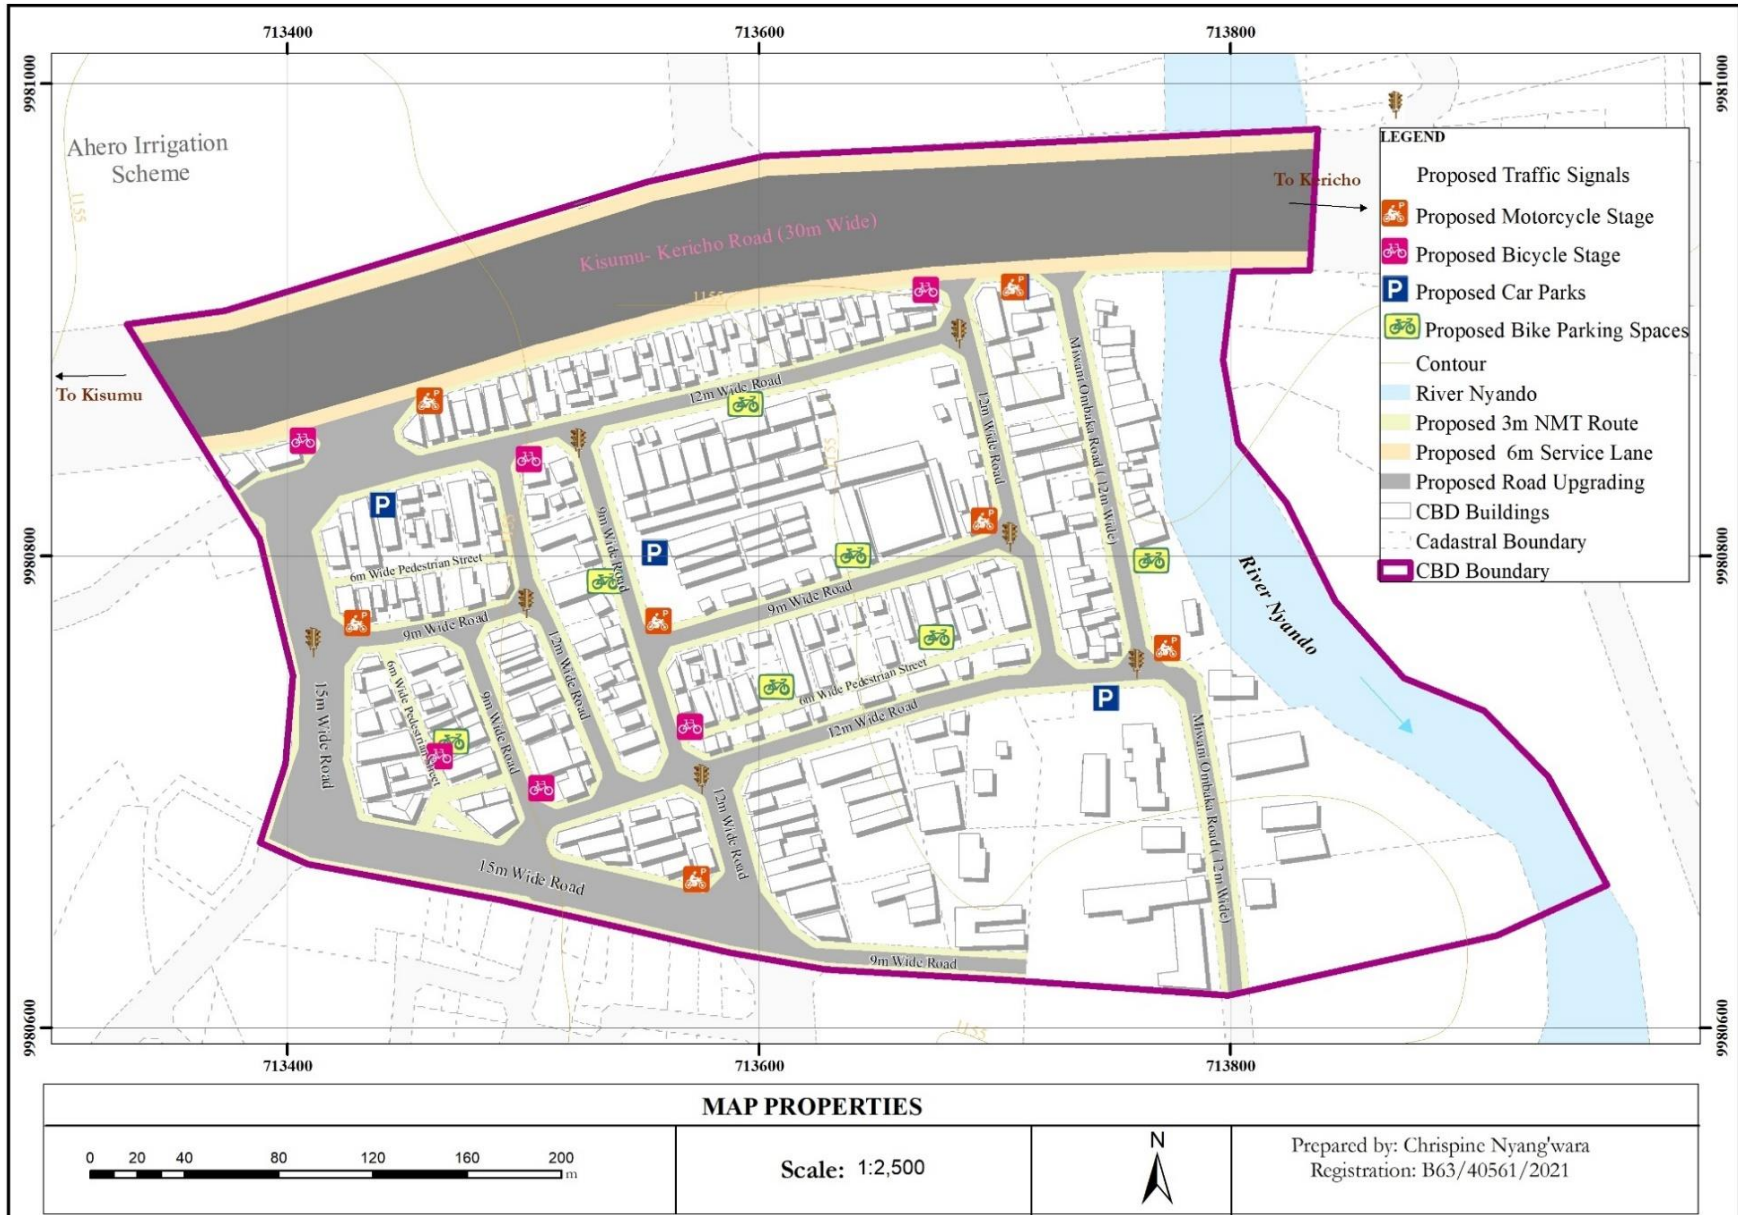 713400
713600
713800
9981000
9981000
Ahero Irrigation
Scheme
1155
LEGEND
Proposed Traffic Signals
P
Proposed Motorcycle Stage
Proposed Bicycle Stage
P Proposed Car Parks
Proposed Bike Parking Spaces
Contour
River Nyando
Proposed 3m NMT Route
Proposed 6m Service Lane
Proposed Road Upgrading
CBD Buildings
Cadastral Boundary
CBD Boundary
To Kericho
Kisumu- Kericho Road (30m Wide)
1155
To Kisumu
12m Wide Road
12m Wide Road
Miwani Ombaka Road ( 12m Wide)
1155
1155
P
P
9m Wide Road
9980800
9980800
6m Wide Pedestrian Street
9m Wide Road
9m Wide Road
River Nyando
15m Wide Road
6m Wide Pedestrian Street
9m Wide Road
12m Wide Road
6m Wide Pedestrian Street
12m Wide Road
P
Miwani Ombaka Road ( 12m Wide)
12m Wide Road
15m Wide Road
9m Wide Road
1155
9980600
9980600
713400
713600
713800
MAP PROPERTIES
0 20 40 80 120 160 200
m
Scale: 1:2,500
N
Prepared by: Chrispine Nyang'wara
Registration: B63/40561/2021